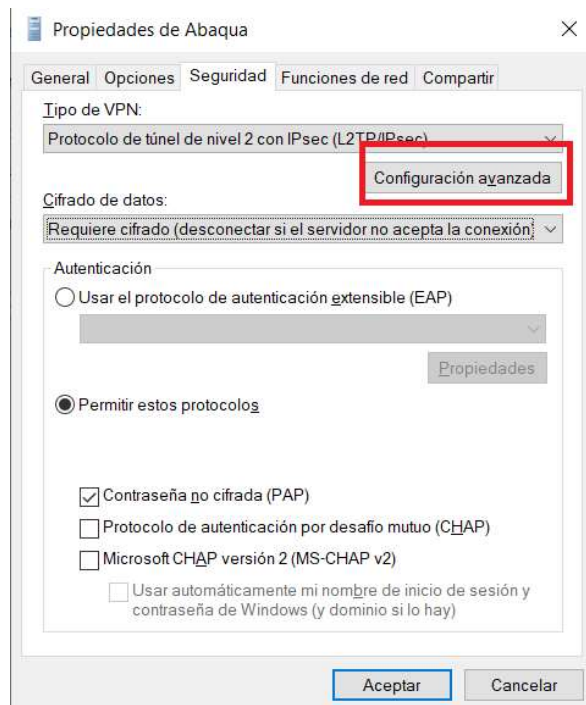 Propiedades de Abaqua
General Opciones Seguridad Funciones de red Compartir
Tipo de VPN:
Protocolo de túnel de nivel 2 con IPsec (L2TP/IPsec)
Configuración avanzada
Cifrado de datos:
Requiere cifrado (desconectar si el servidor no acepta la conexión)
Autenticación
Usar el protocolo de autenticación extensible (EAP)
Propiedades
Permitir estos protocolos
Contraseña no cifrada (PAP)
Protocolo de autenticación por desafío mutuo (CHAP)
Microsoft CHAP versión 2 (MS-CHAP v2)
Usar automáticamente mi nombre de inicio de sesión y
contraseña de Windows (y dominio si lo hay)
Aceptar Cancelar